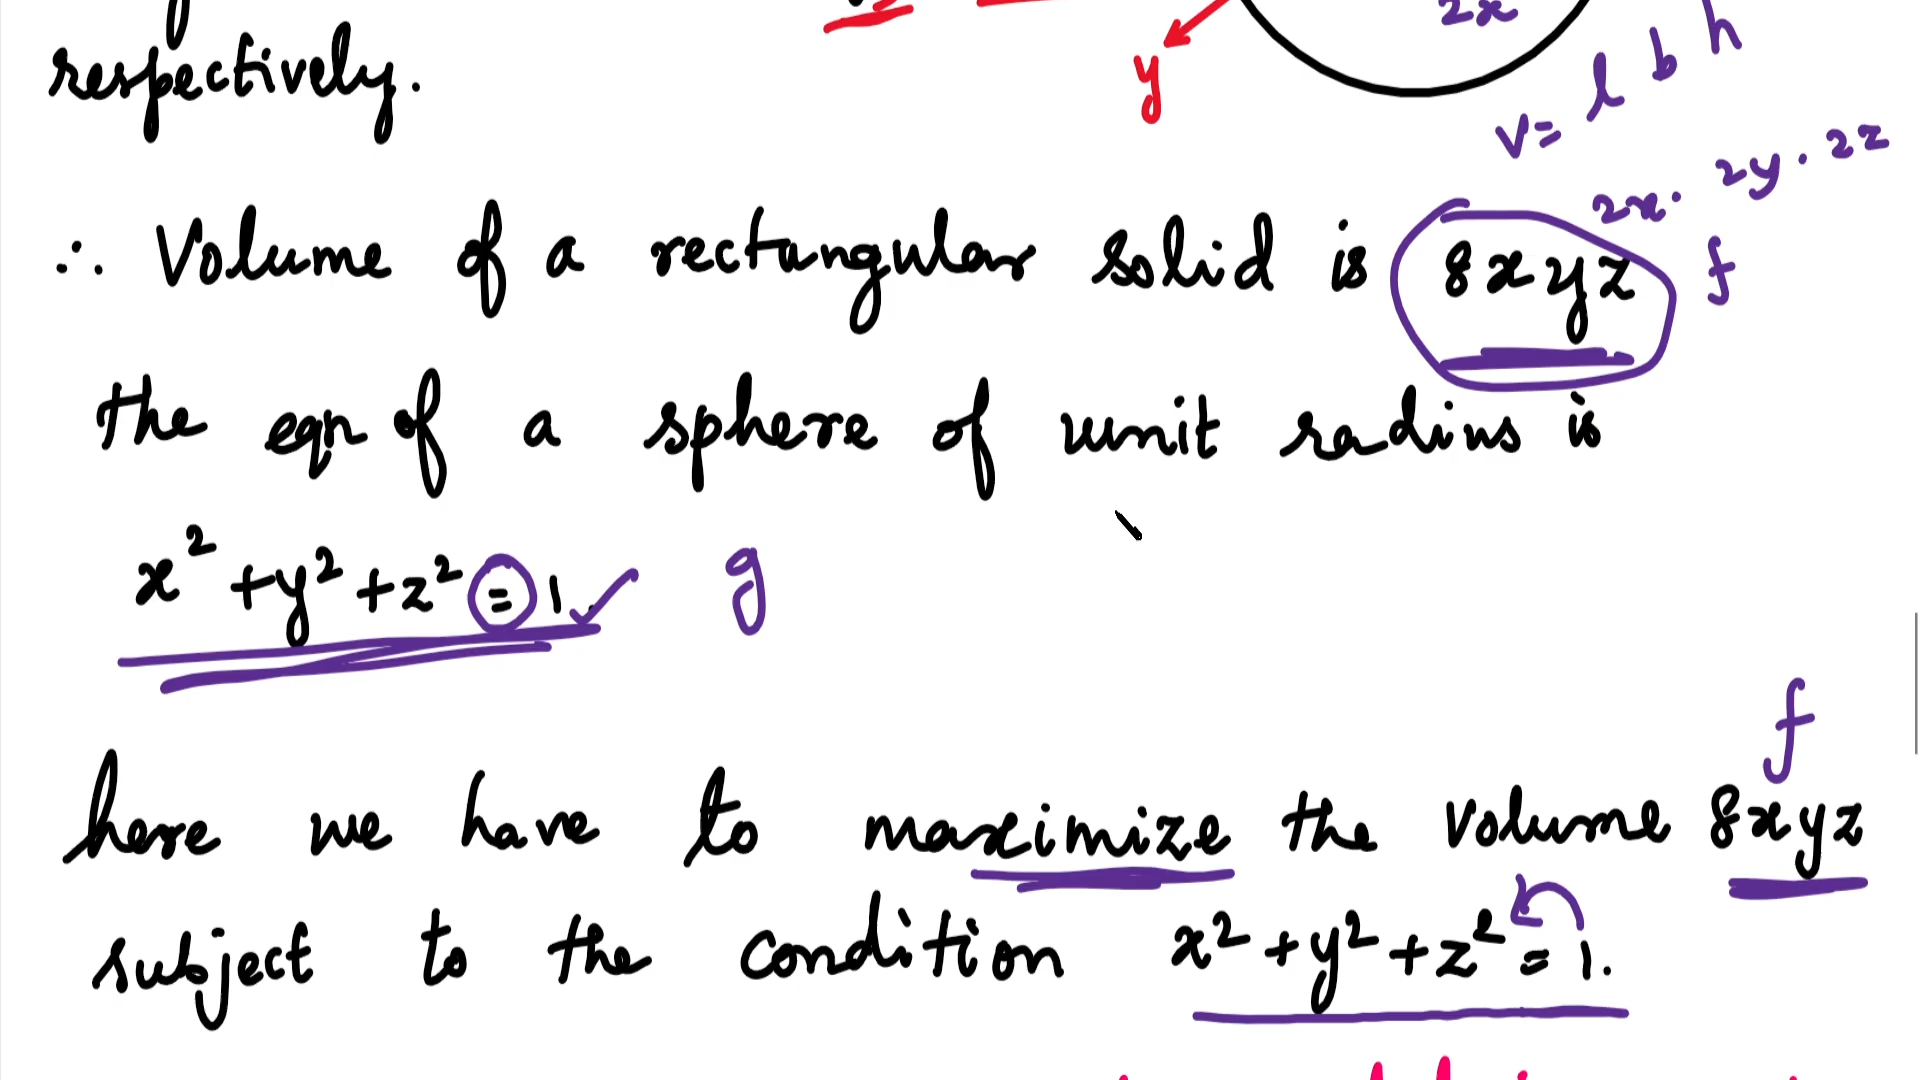 2x
respectively.
y
V= l b h
2x. 2y. 2z
∴ Volume of a rectangular solid is 8xyz f
the eqn of a sphere of unit radius is
x² + y² + z² = 1. g
f
here we have to maximize the volume 8xyz
subject to the condition x² + y² + z² = 1.